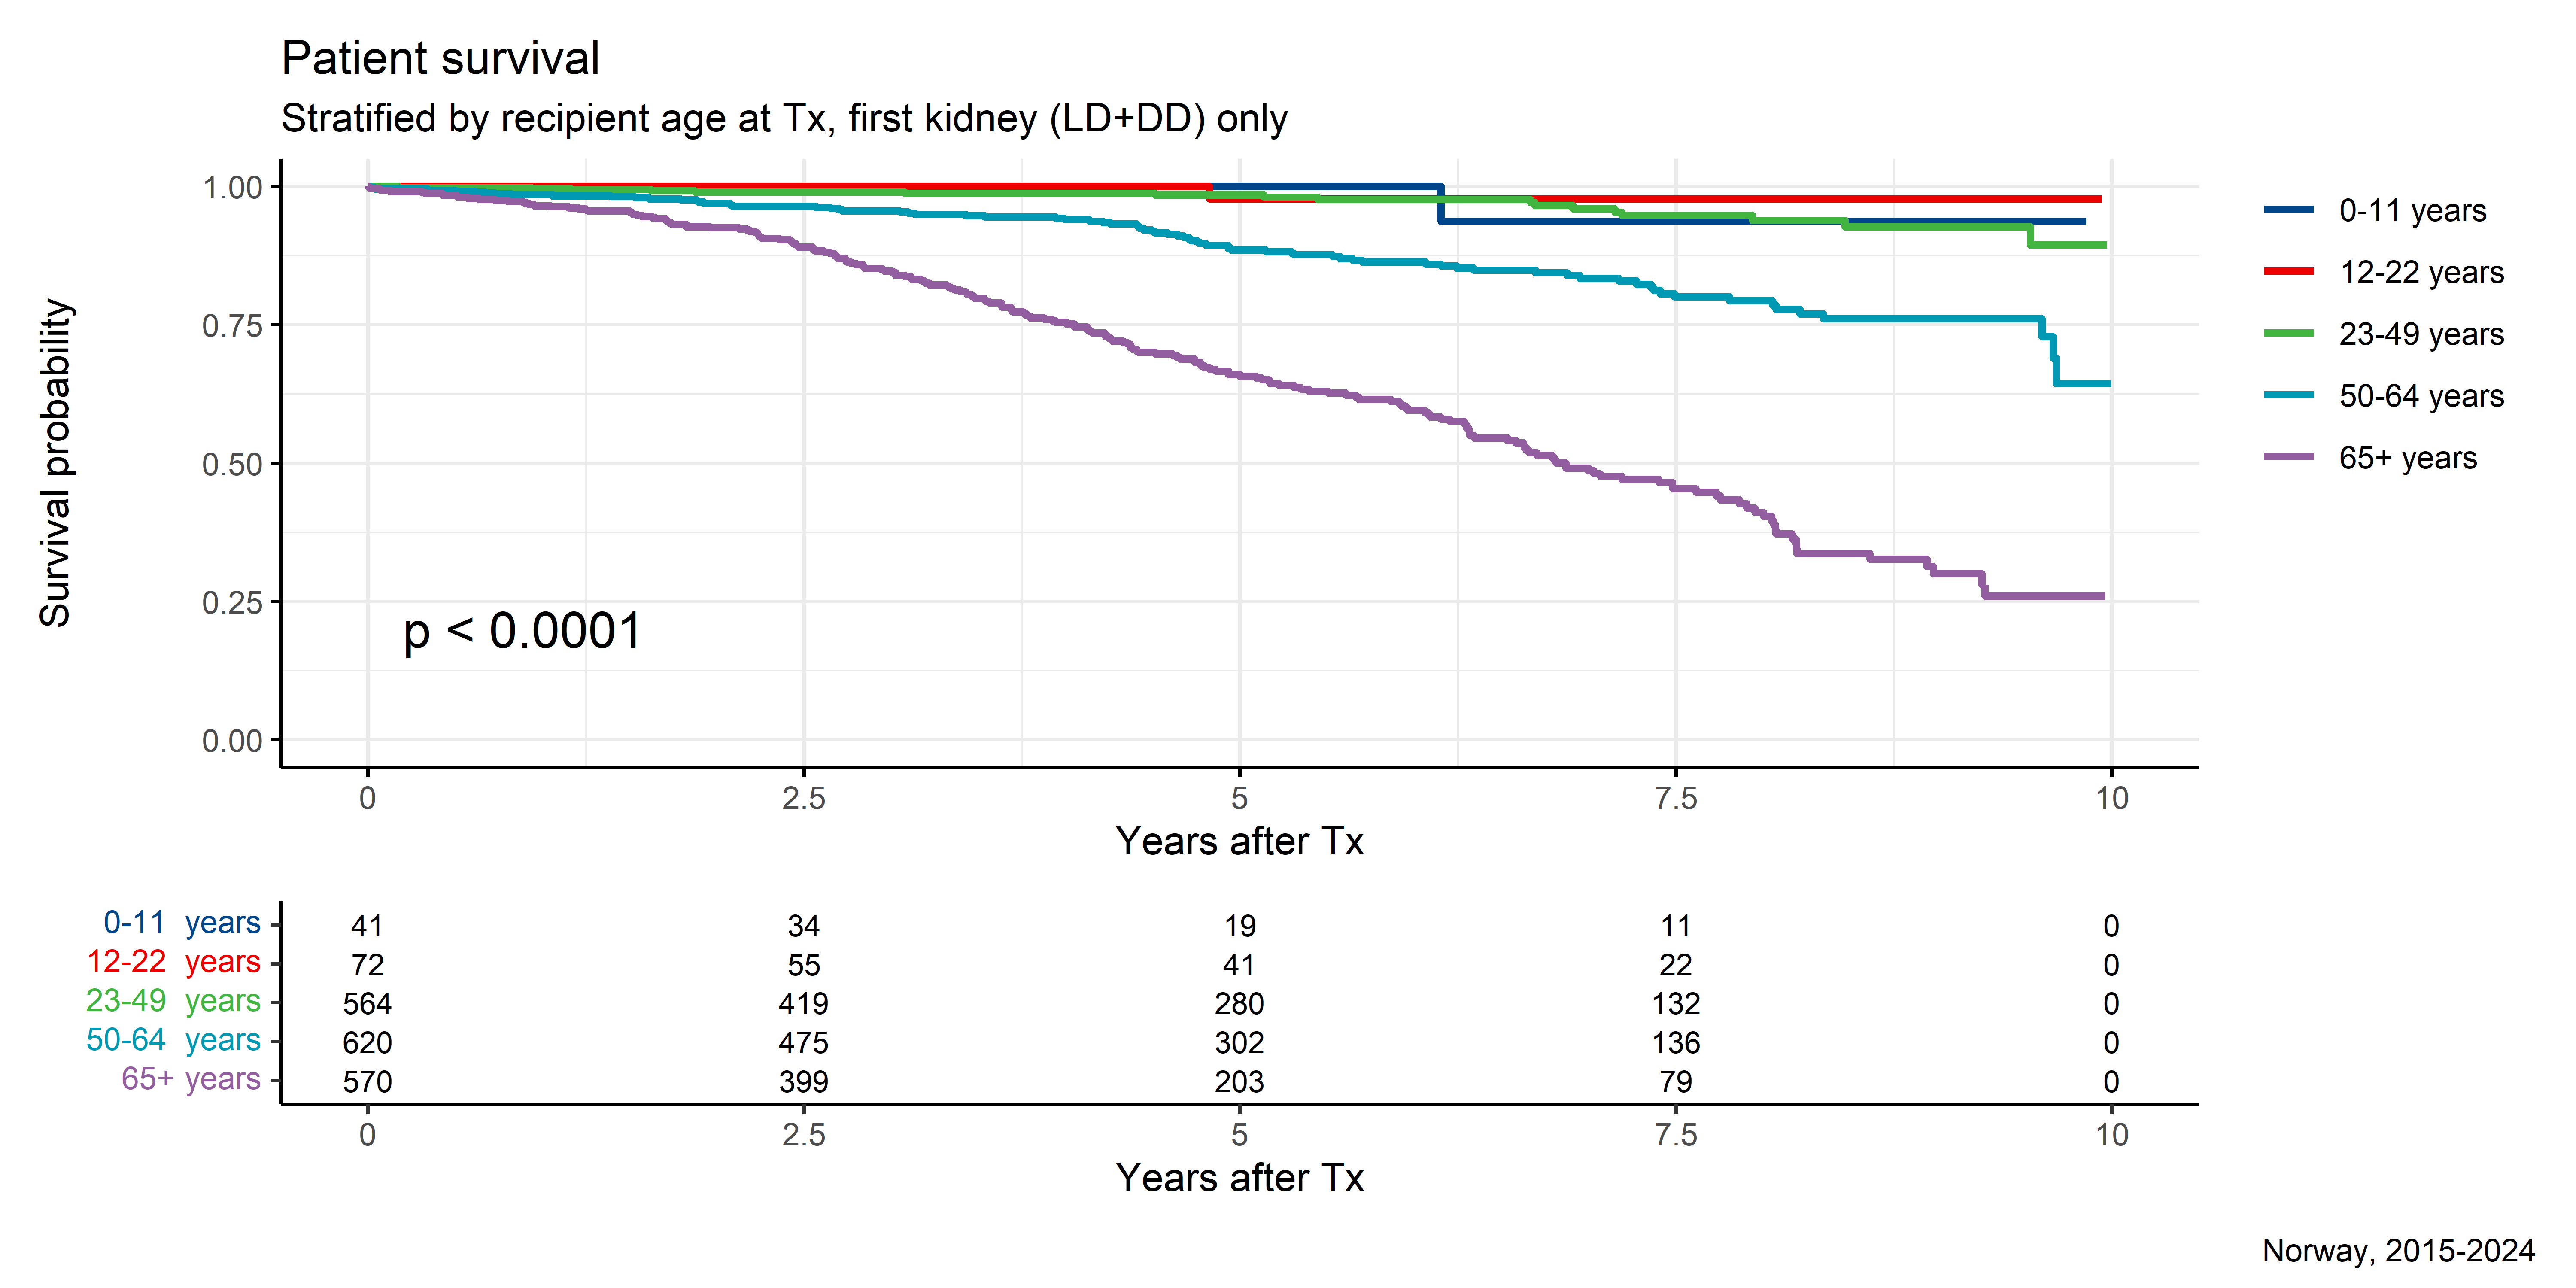 Patient survival
Stratified by recipient age at Tx, first kidney (LD+DD) only
Survival probability
1.00
0.75
0.50
0.25
0.00
p < 0.0001
0 2.5 5 7.5 10
Years after Tx
0-11 years
12-22 years
23-49 years
50-64 years
65+ years
0-11 years 41 34 19 11 0
12-22 years 72 55 41 22 0
23-49 years 564 419 280 132 0
50-64 years 620 475 302 136 0
65+ years 570 399 203 79 0
0 2.5 5 7.5 10
Years after Tx
Norway, 2015-2024